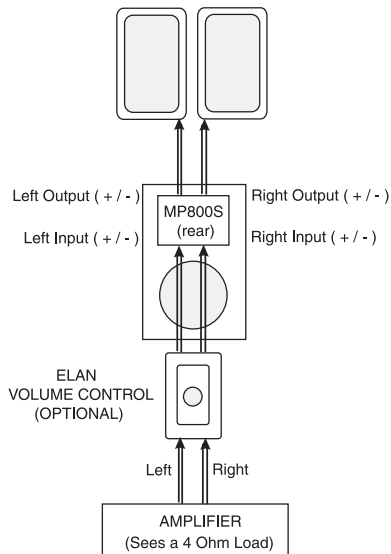 Left Output ( + / - )
Right Output ( + / - )
MP800S
(rear)
Left Input ( + / - )
Right Input ( + / - )
ELAN
VOLUME CONTROL
(OPTIONAL)
Left
Right
AMPLIFIER
(Sees a 4 Ohm Load)